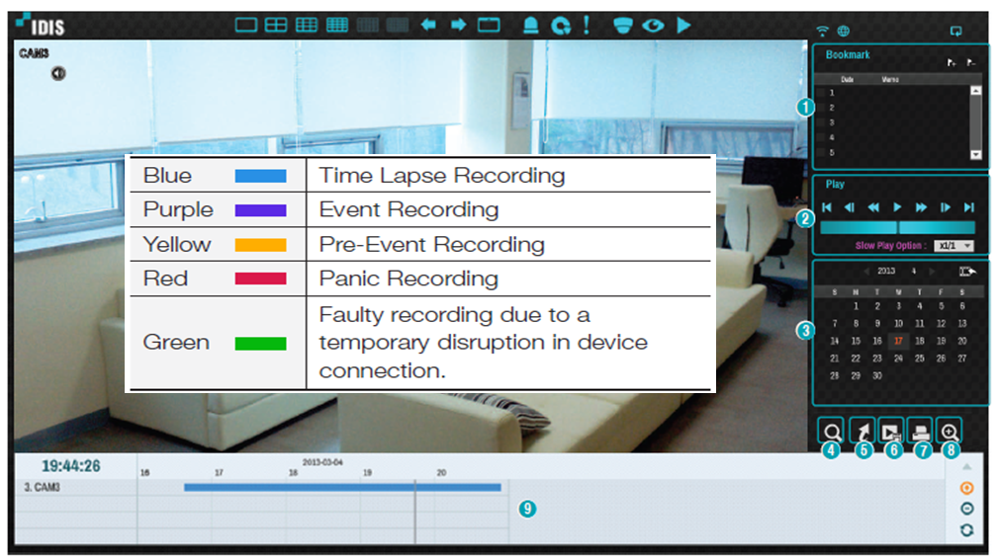 IDIS
CAM3
Bookmark
Date Memo
1
2
3
4
5
1
Blue Time Lapse Recording
Purple Event Recording
Yellow Pre-Event Recording
Red Panic Recording
Green Faulty recording due to a
temporary disruption in device
connection.
Play
2
Slow Play Option : x1/1
2013 4
S M T W T F S
1 2 3 4 5 6
7 8 9 10 11 12 13
3
14 15 16 17 18 19 20
21 22 23 24 25 26 27
28 29 30
4 5 6 7 8
19:44:26
2013-03-04
16 17 18 19 20
3. CAM3
9